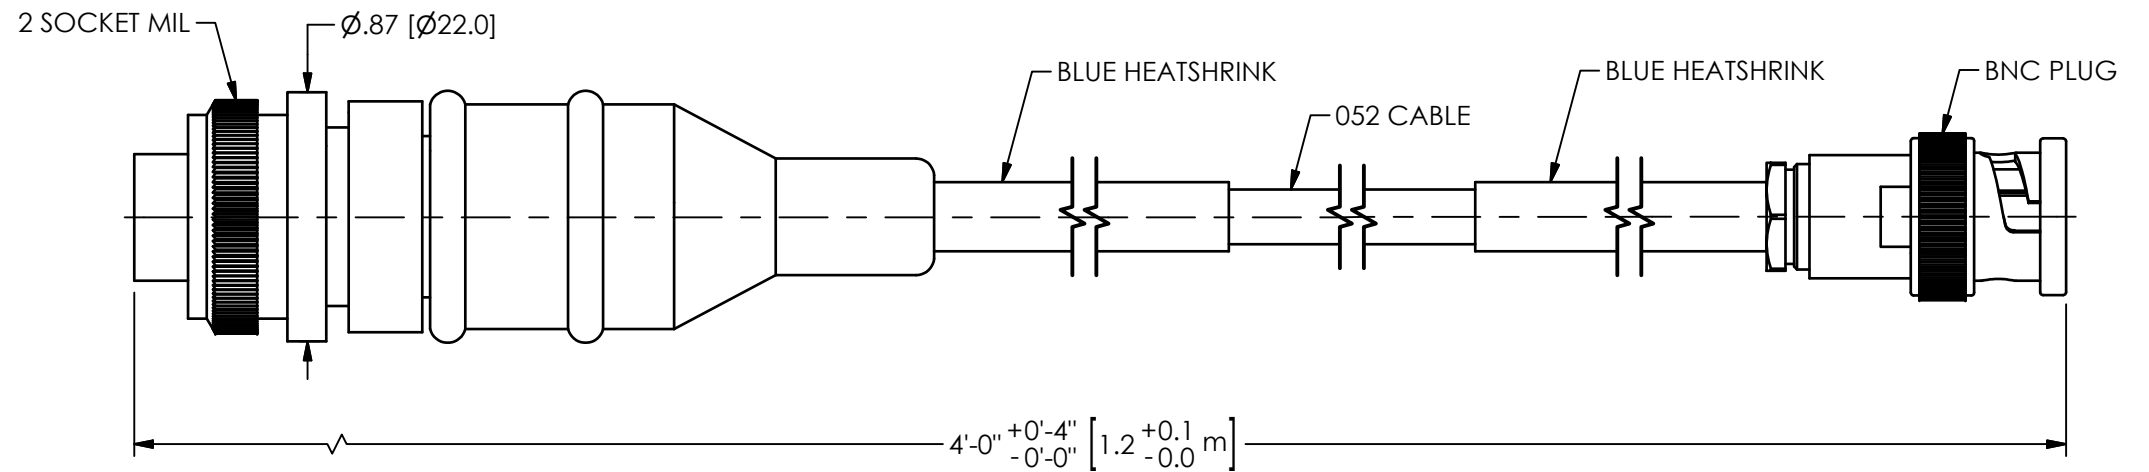 2 SOCKET MIL
Ø.87 [Ø22.0]
BLUE HEATSHRINK
052 CABLE
BLUE HEATSHRINK
BNC PLUG
4'-0" +0'-4" -0'-0" [1.2 +0.1 -0.0 m]